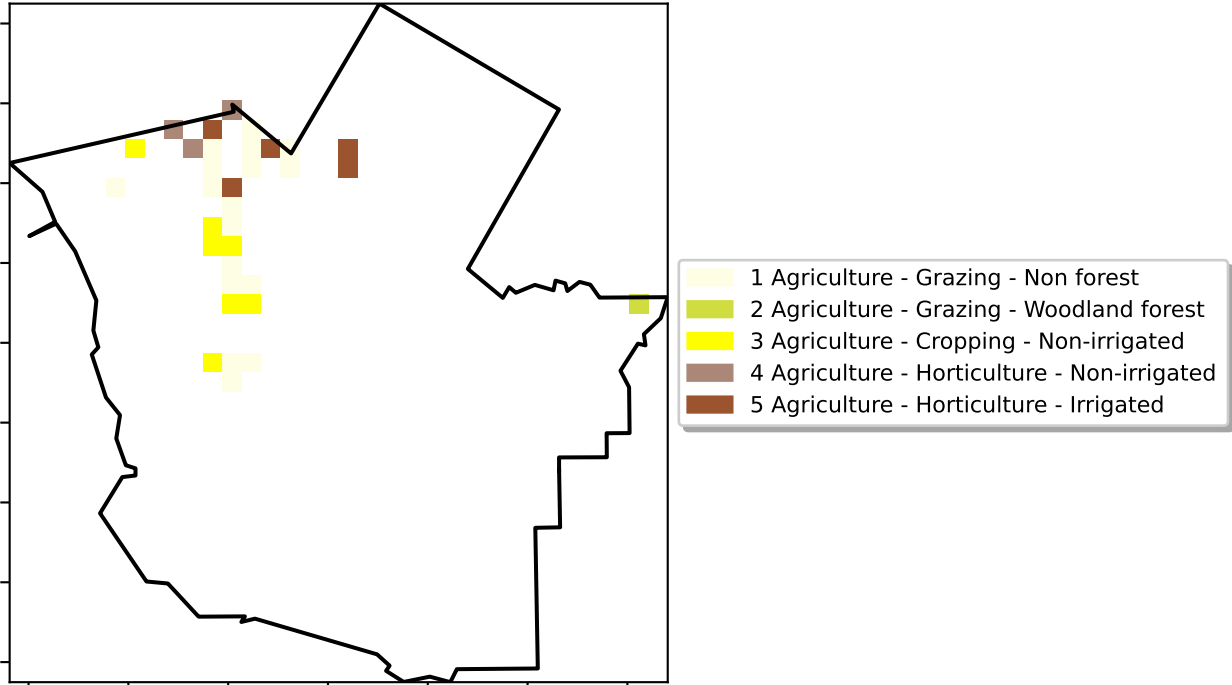 1 Agriculture - Grazing - Non forest
2 Agriculture - Grazing - Woodland forest
3 Agriculture - Cropping - Non-irrigated
4 Agriculture - Horticulture - Non-irrigated
5 Agriculture - Horticulture - Irrigated